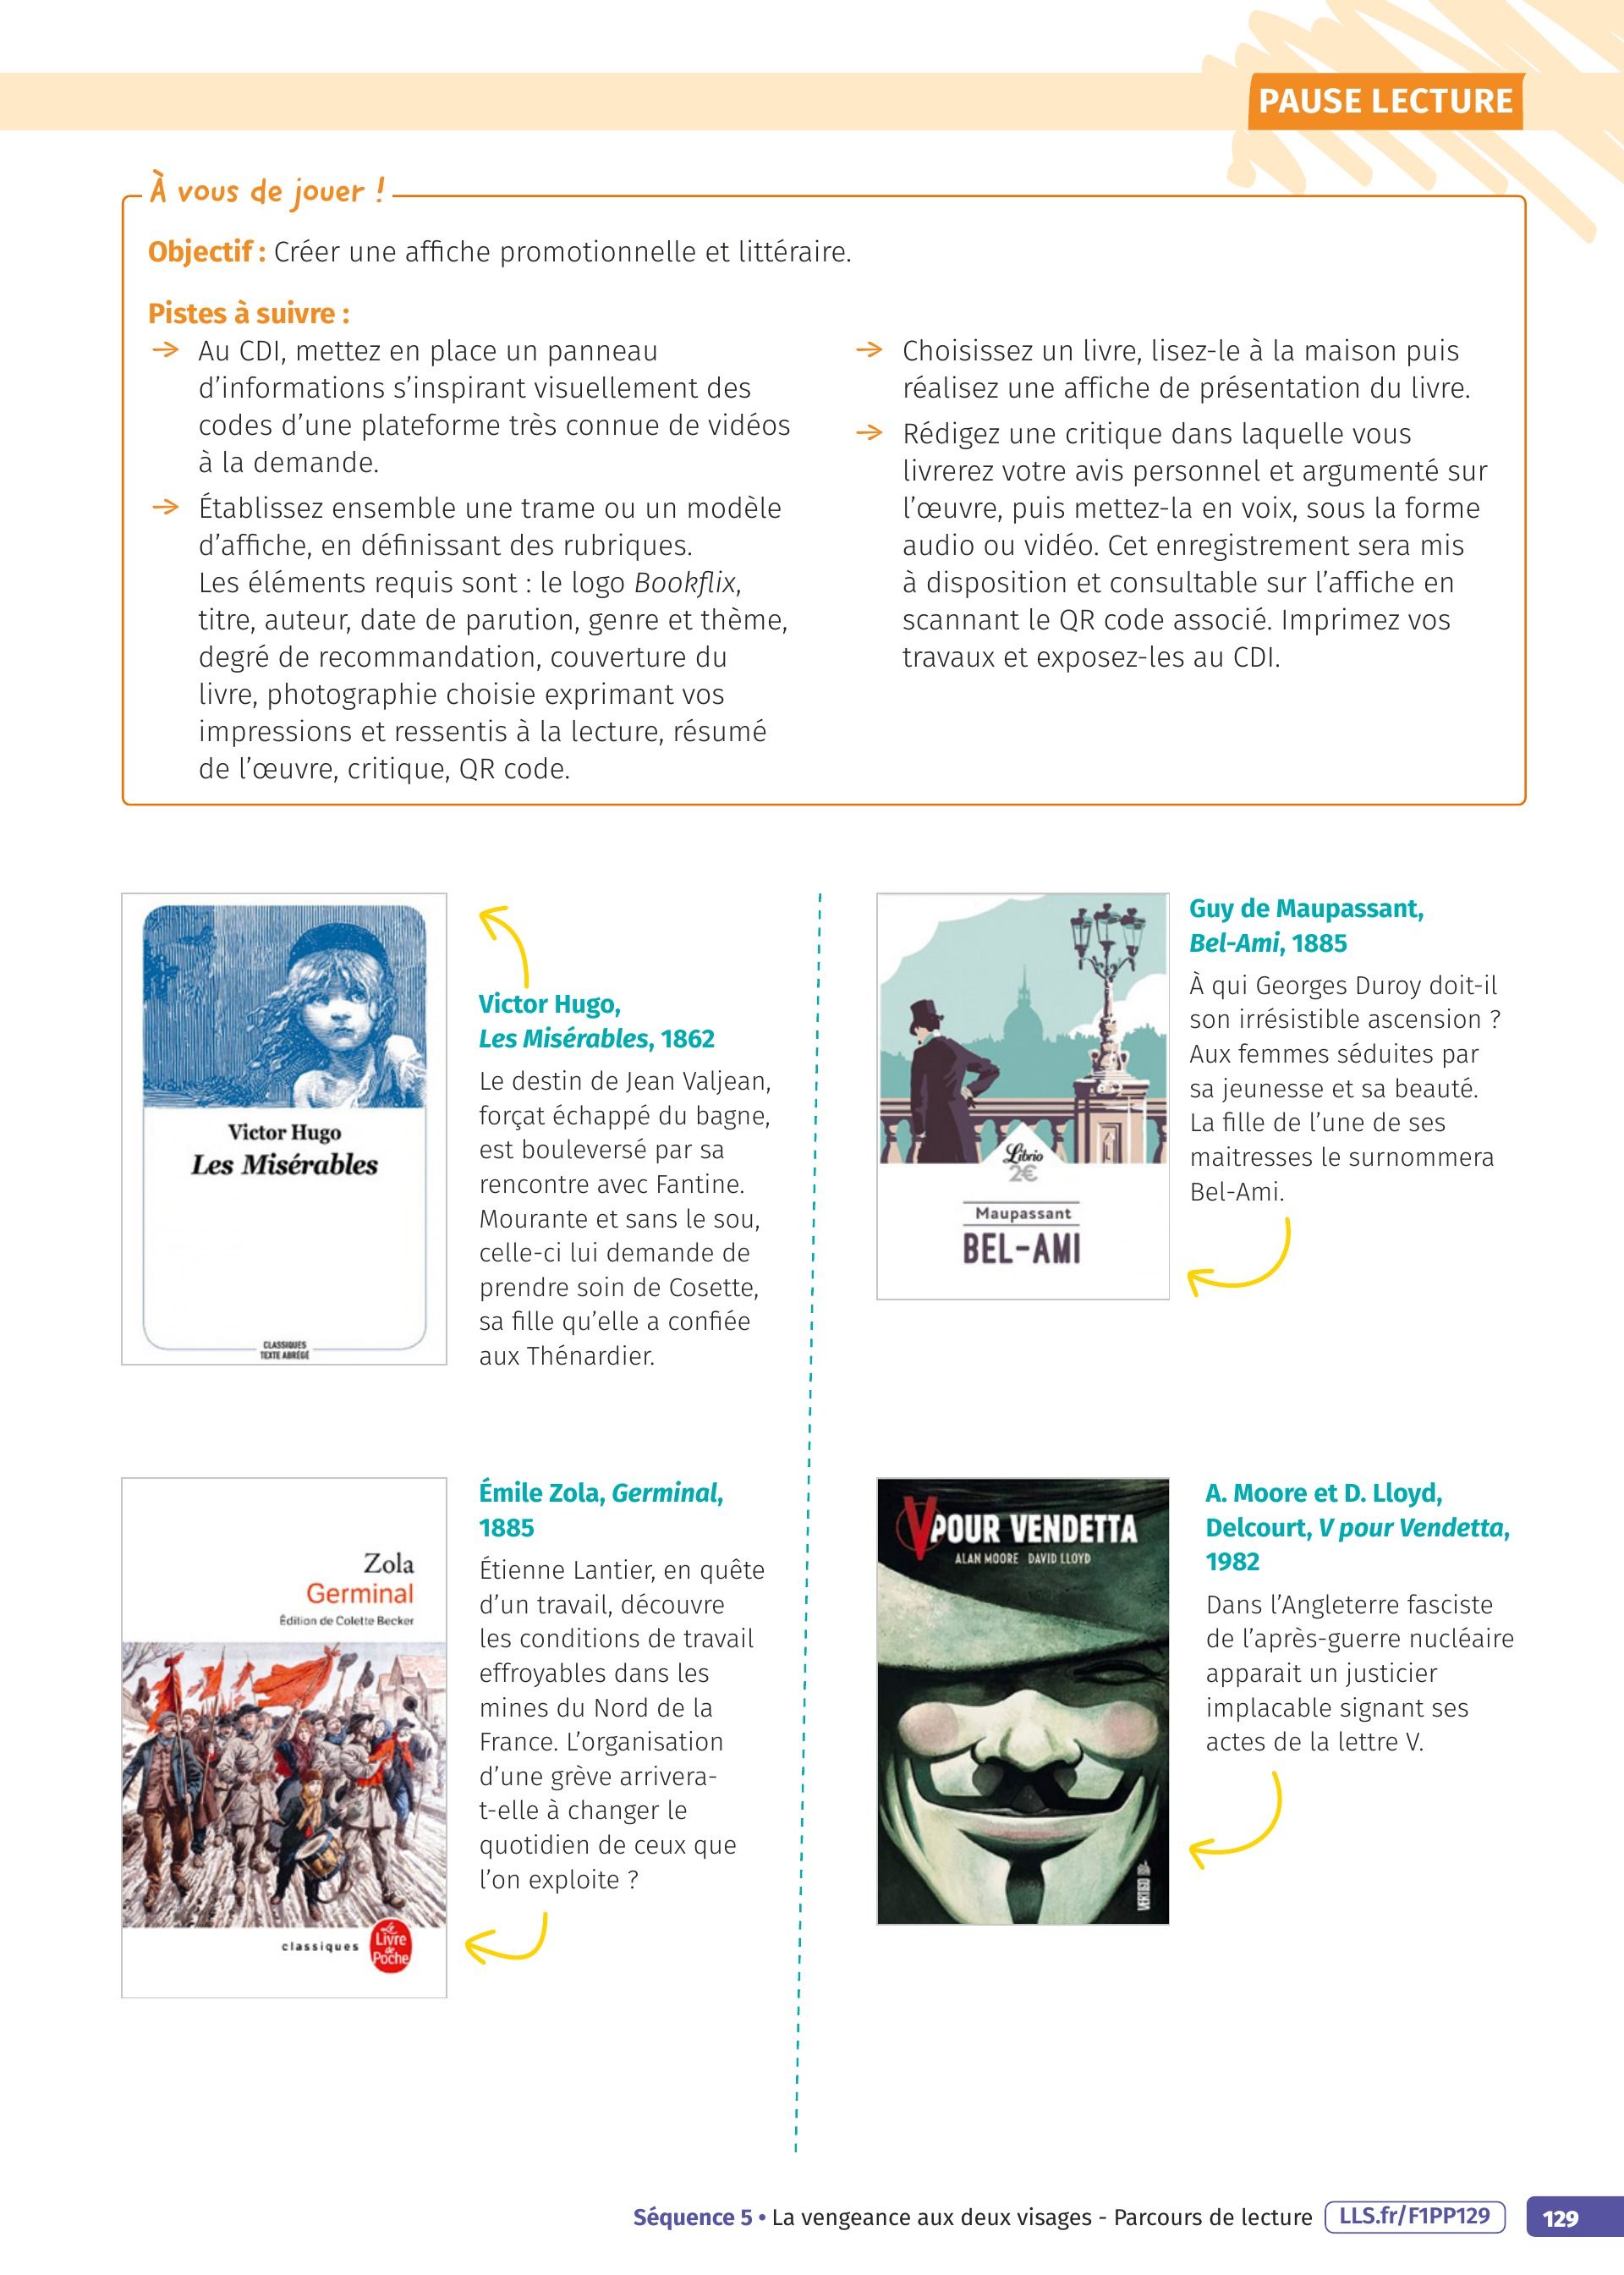 PAUSE LECTURE
À vous de jouer !
Objectif : Créer une affiche promotionnelle et littéraire.
Pistes à suivre :
→ Au CDI, mettez en place un panneau
d’informations s’inspirant visuellement des
codes d’une plateforme très connue de vidéos
à la demande.
→ Établissez ensemble une trame ou un modèle
d’affiche, en définissant des rubriques.
Les éléments requis sont : le logo Bookflix,
titre, auteur, date de parution, genre et thème,
degré de recommandation, couverture du
livre, photographie choisie exprimant vos
impressions et ressentis à la lecture, résumé
de l’œuvre, critique, QR code.
→ Choisissez un livre, lisez-le à la maison puis
réalisez une affiche de présentation du livre.
→ Rédigez une critique dans laquelle vous
livrerez votre avis personnel et argumenté sur
l’œuvre, puis mettez-la en voix, sous la forme
audio ou vidéo. Cet enregistrement sera mis
à disposition et consultable sur l’affiche en
scannant le QR code associé. Imprimez vos
travaux et exposez-les au CDI.
Victor Hugo
Les Misérables
CLASSIQUES
TEXTE ABRÉGÉ
Victor Hugo,
Les Misérables, 1862
Le destin de Jean Valjean,
forçat échappé du bagne,
est bouleversé par sa
rencontre avec Fantine.
Mourante et sans le sou,
celle-ci lui demande de
prendre soin de Cosette,
sa fille qu’elle a confiée
aux Thénardier.
Zola
Germinal
Édition de Colette Becker
classiques
Le
Livre
de
Poche
Émile Zola, Germinal,
1885
Étienne Lantier, en quête
d’un travail, découvre
les conditions de travail
effroyables dans les
mines du Nord de la
France. L’organisation
d’une grève arrivera-
t-elle à changer le
quotidien de ceux que
l’on exploite ?
Librio
2€
Maupassant
BEL-AMI
Guy de Maupassant,
Bel-Ami, 1885
À qui Georges Duroy doit-il
son irrésistible ascension ?
Aux femmes séduites par
sa jeunesse et sa beauté.
La fille de l’une de ses
maitresses le surnommera
Bel-Ami.
V POUR VENDETTA
ALAN MOORE DAVID LLOYD
VERTIGO
A. Moore et D. Lloyd,
Delcourt, V pour Vendetta,
1982
Dans l’Angleterre fasciste
de l’après-guerre nucléaire
apparait un justicier
implacable signant ses
actes de la lettre V.
Séquence 5 • La vengeance aux deux visages - Parcours de lecture LLS.fr/F1PP129 129